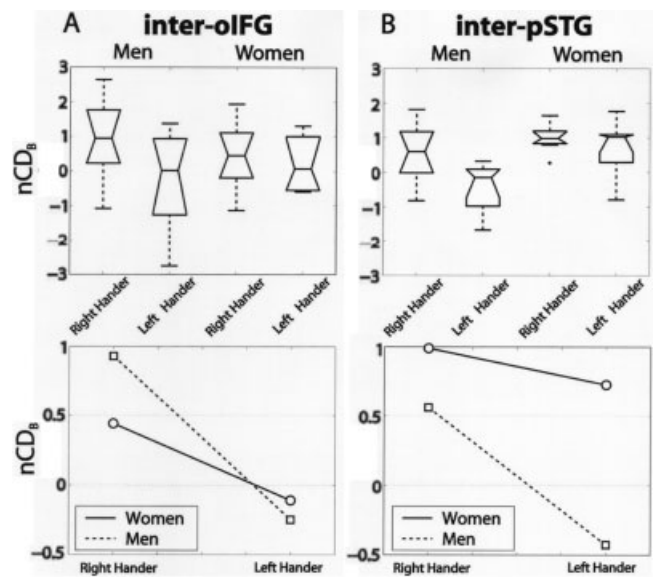 A inter-oIFG
Men Women
3
2
1
0
−1
−2
−3
nCD_B
Right Hander
Left Hander
Right Hander
Left Hander
1
0.5
0
−0.5
nCD_B
Women
Men
Right Hander Left Hander
B inter-pSTG
Men Women
3
2
1
0
−1
−2
−3
Right Hander
Left Hander
Right Hander
Left Hander
1
0.5
0
−0.5
Women
Men
Right Hander Left Hander